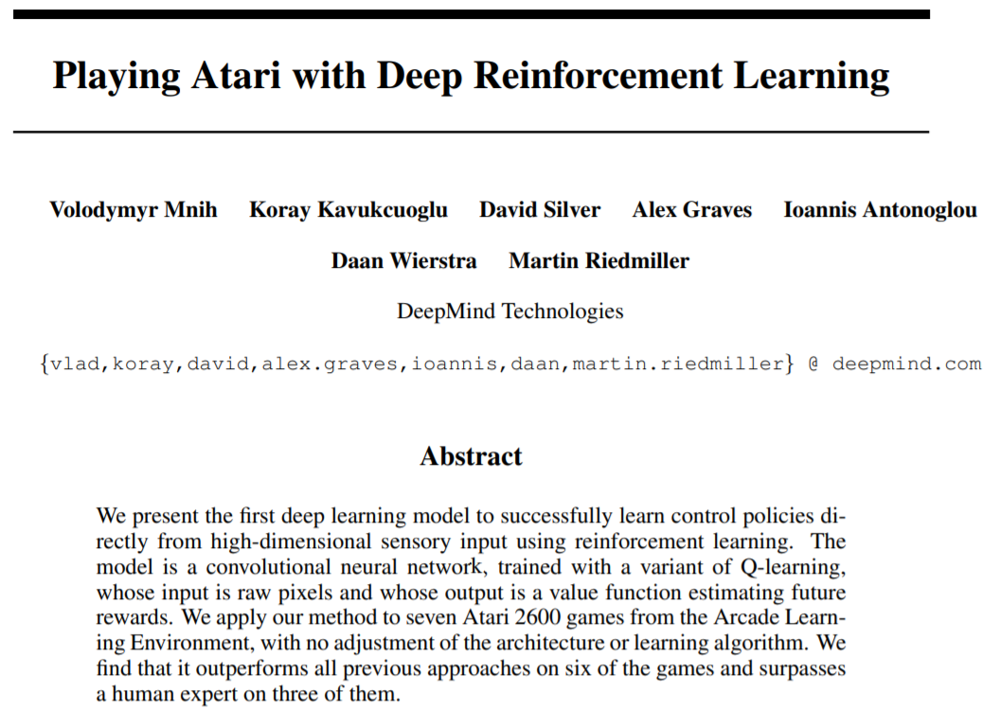 Playing Atari with Deep Reinforcement Learning
Volodymyr Mnih Koray Kavukcuoglu David Silver Alex Graves Ioannis Antonoglou
Daan Wierstra Martin Riedmiller
DeepMind Technologies
{vlad,koray,david,alex.graves,ioannis,daan,martin.riedmiller} @ deepmind.com
Abstract
We present the first deep learning model to successfully learn control policies di-
rectly from high-dimensional sensory input using reinforcement learning. The
model is a convolutional neural network, trained with a variant of Q-learning,
whose input is raw pixels and whose output is a value function estimating future
rewards. We apply our method to seven Atari 2600 games from the Arcade Learn-
ing Environment, with no adjustment of the architecture or learning algorithm. We
find that it outperforms all previous approaches on six of the games and surpasses
a human expert on three of them.